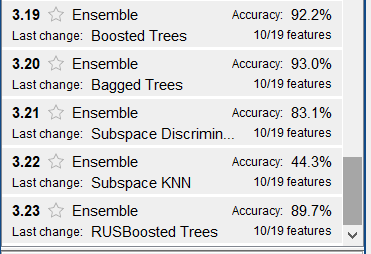 3.19 Ensemble Accuracy: 92.2%
Last change: Boosted Trees 10/19 features
3.20 Ensemble Accuracy: 93.0%
Last change: Bagged Trees 10/19 features
3.21 Ensemble Accuracy: 83.1%
Last change: Subspace Discrimin... 10/19 features
3.22 Ensemble Accuracy: 44.3%
Last change: Subspace KNN 10/19 features
3.23 Ensemble Accuracy: 89.7%
Last change: RUSBoosted Trees 10/19 features